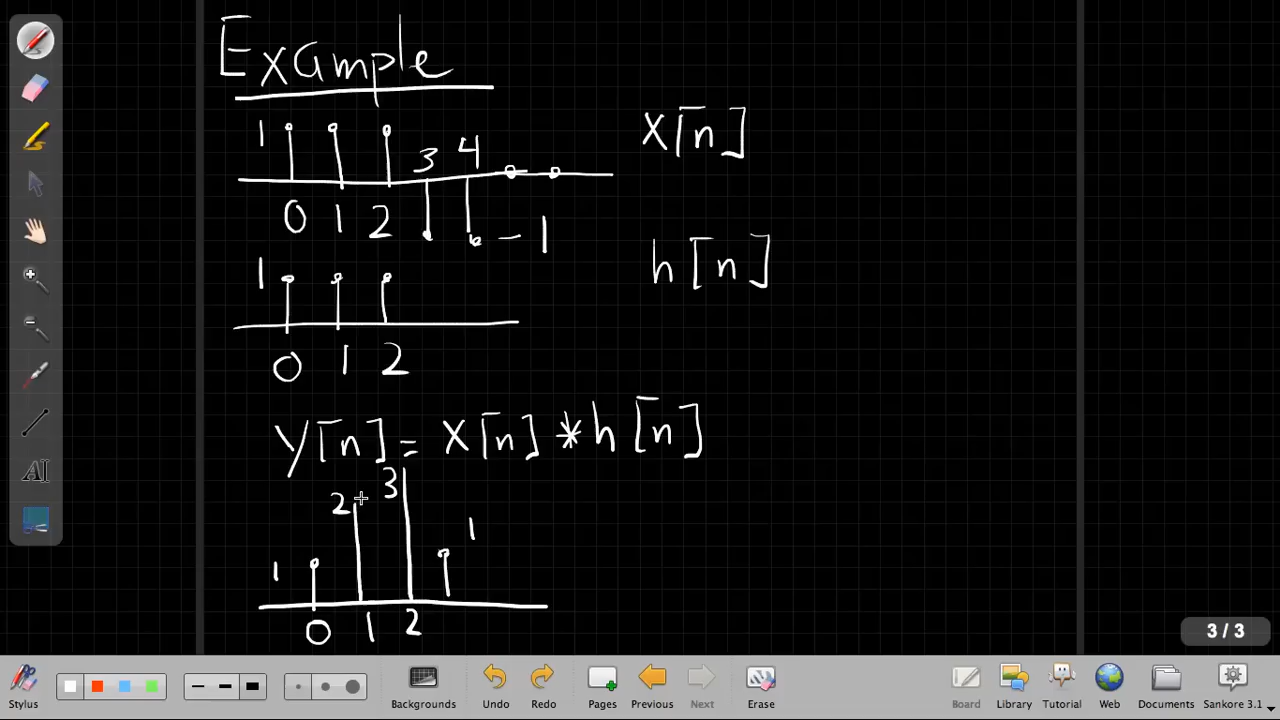 Example
1 3 4 x[n]
0 1 2 - 1
1 h[n]
0 1 2
y[n] = x[n] * h[n]
2 3
1 1
0 1 2
3 / 3
AI
Stylus Backgrounds Undo Redo Pages Previous Next Erase Board Library Tutorial Web Documents Sankore 3.1